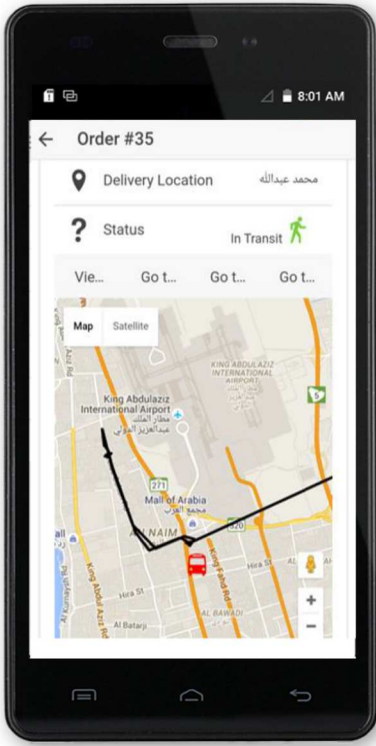 8:01 AM
Order #35
Delivery Location
محمد عبدالله
Status
In Transit
Vie...
Go t...
Go t...
Go t...
Map
Satellite
KING ABDULAZIZ
INTERNATIONAL
AIRPORT
5
King Abdulaziz
International Airport
مطار الملك
عبدالعزيز الدولي
271
Mall of Arabia
مجمع العرب
AL NAIM
Hira St
Hira St
King Abdul Aziz Rd
King Fahd Rd
AL BAWADI
Al Batarji
+
−